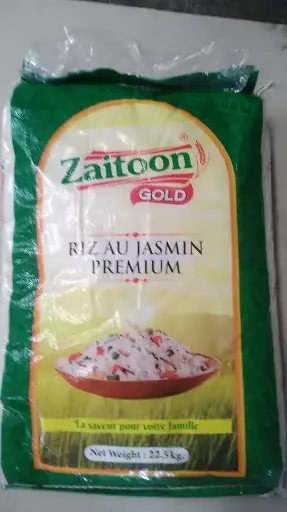 Zaitoon®
GOLD
RIZ AU JASMIN
PREMIUM
La saveur pour votre famille
Net Weight : 22.5kg.